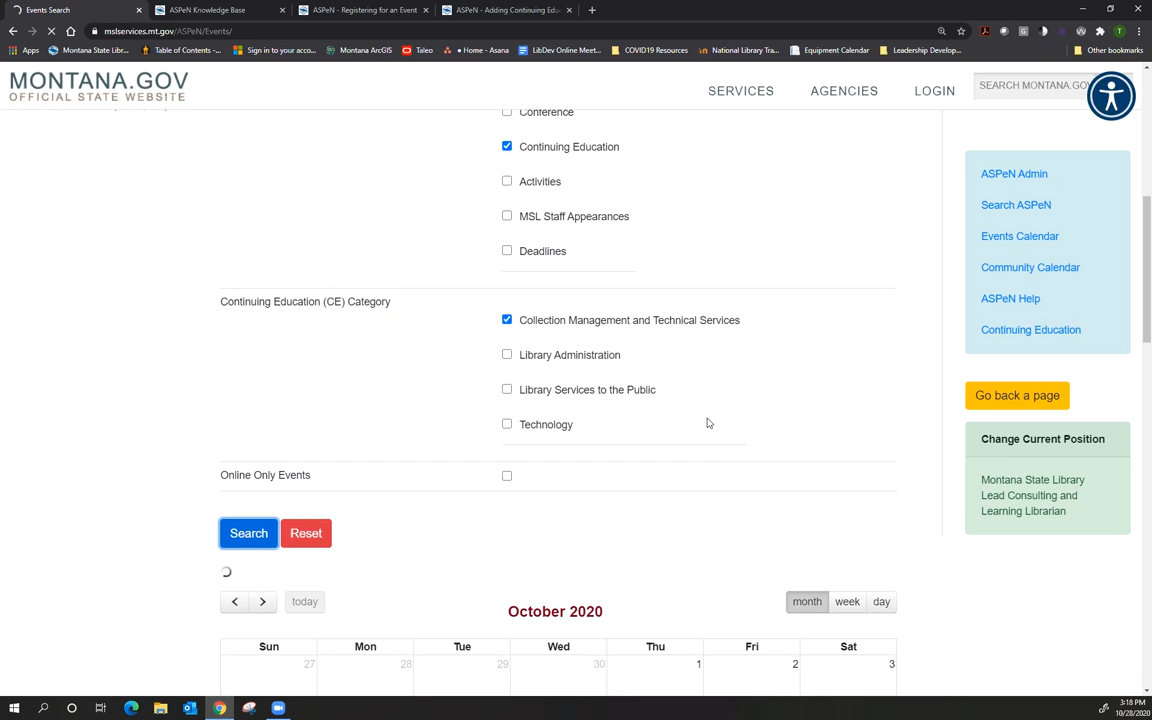 Events Search
ASPeN Knowledge Base
ASPeN - Registering for an Event
ASPeN - Adding Continuing Edu
mslservices.mt.gov/ASPeN/Events/
Apps
Montana State Libr...
Table of Contents -...
Sign in to your acco...
Montana ArcGIS
Taleo
• Home - Asana
LibDev Online Meet...
COVID19 Resources
National Library Tra...
Equipment Calendar
Leadership Develop...
Other bookmarks
MONTANA.GOV
OFFICIAL STATE WEBSITE
SERVICES
AGENCIES
LOGIN
SEARCH MONTANA.GOV
Conference
Continuing Education
Activities
MSL Staff Appearances
Deadlines
Continuing Education (CE) Category
Collection Management and Technical Services
Library Administration
Library Services to the Public
Technology
Online Only Events
Search
Reset
today
October 2020
month
week
day
Sun
Mon
Tue
Wed
Thu
Fri
Sat
27
28
29
30
1
2
3
ASPeN Admin
Search ASPeN
Events Calendar
Community Calendar
ASPeN Help
Continuing Education
Go back a page
Change Current Position
Montana State Library
Lead Consulting and
Learning Librarian
3:18 PM
10/28/2020